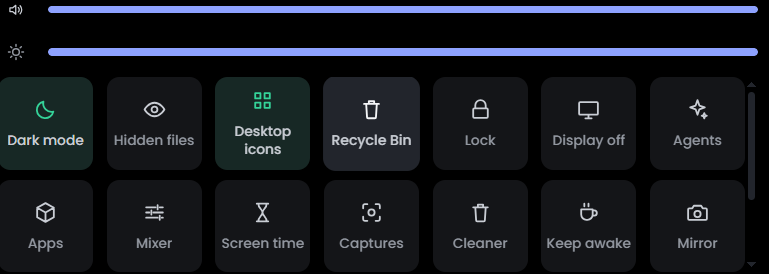 Dark mode
Hidden files
Desktop
icons
Recycle Bin
Lock
Display off
Agents
Apps
Mixer
Screen time
Captures
Cleaner
Keep awake
Mirror